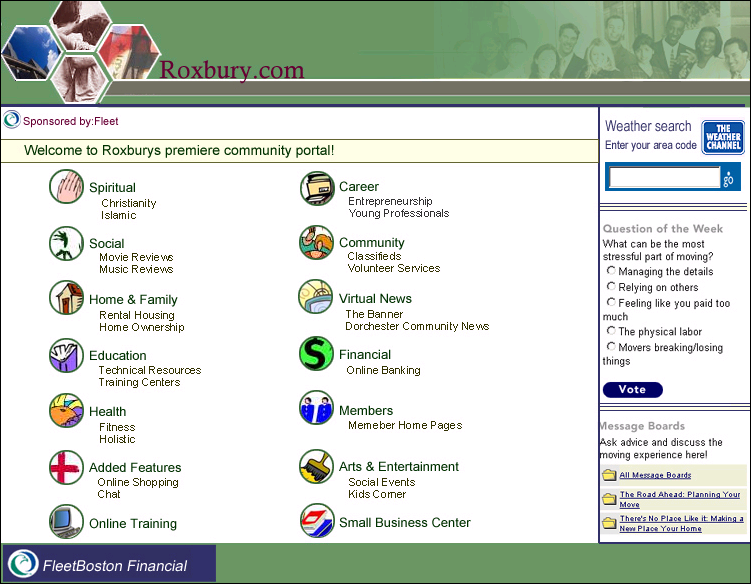 Roxbury.com
Sponsored by:Fleet
Welcome to Roxburys premiere community portal!
Spiritual
Christianity
Islamic
Social
Movie Reviews
Music Reviews
Home & Family
Rental Housing
Home Ownership
Education
Technical Resources
Training Centers
Health
Fitness
Holistic
Added Features
Online Shopping
Chat
Online Training
Career
Entrepreneurship
Young Professionals
Community
Classifieds
Volunteer Services
Virtual News
The Banner
Dorchester Community News
Financial
Online Banking
Members
Memeber Home Pages
Arts & Entertainment
Social Events
Kids Corner
Small Business Center
Weather search
Enter your area code
THE
WEATHER
CHANNEL
go
Question of the Week
What can be the most
stressful part of moving?
Managing the details
Relying on others
Feeling like you paid too
much
The physical labor
Movers breaking/losing
things
Vote
Message Boards
Ask advice and discuss the
moving experience here!
All Message Boards
The Road Ahead: Planning Your
Move
There's No Place Like it: Making a
New Place Your Home
FleetBoston Financial